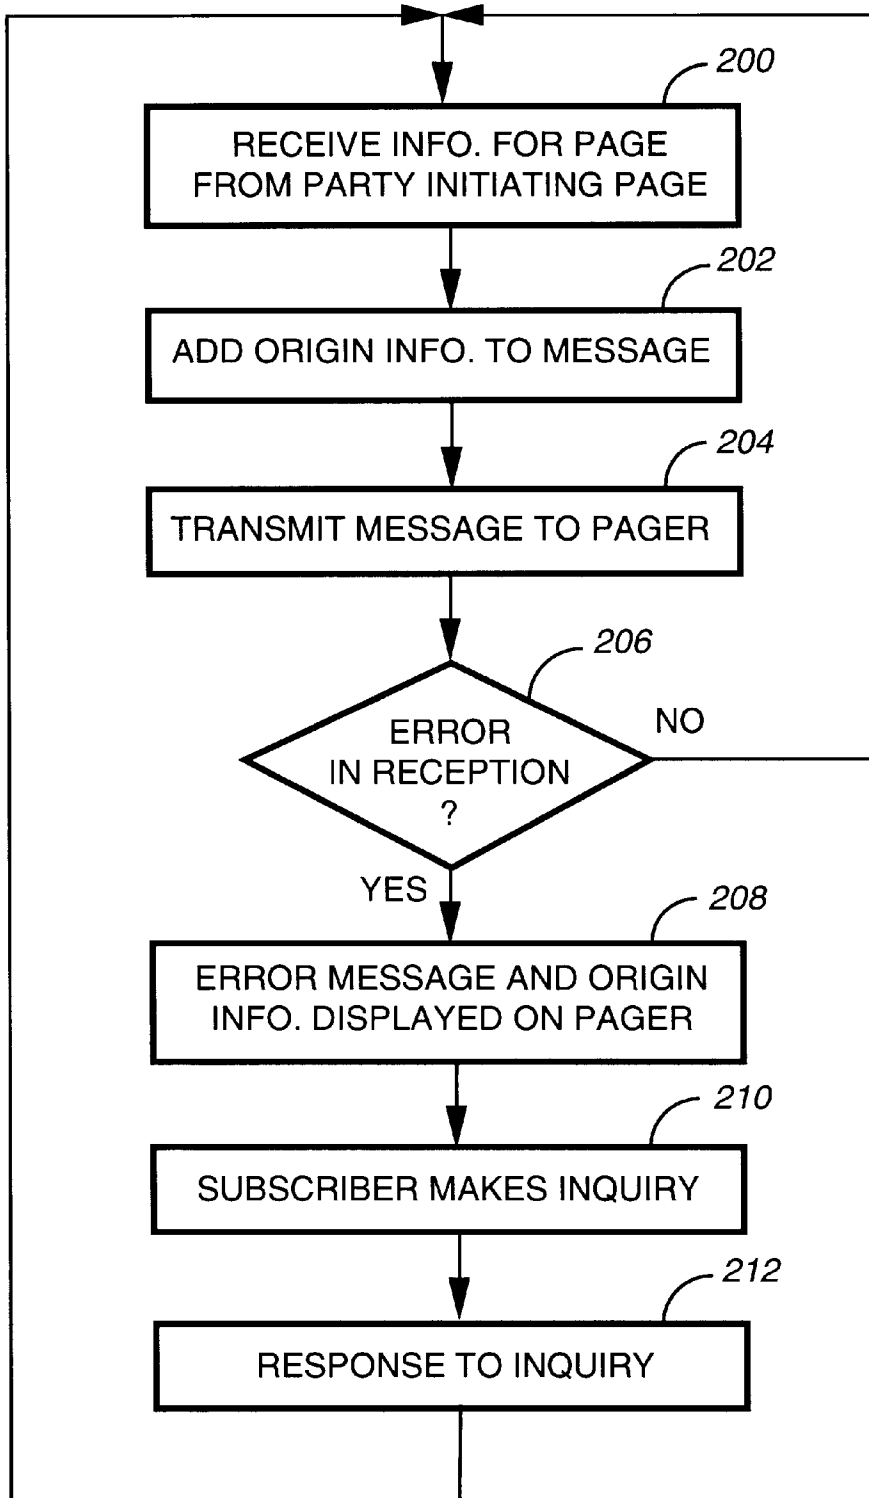 200
RECEIVE INFO. FOR PAGE
FROM PARTY INITIATING PAGE
202
ADD ORIGIN INFO. TO MESSAGE
204
TRANSMIT MESSAGE TO PAGER
206
ERROR
IN RECEPTION
?
NO
YES
208
ERROR MESSAGE AND ORIGIN
INFO. DISPLAYED ON PAGER
210
SUBSCRIBER MAKES INQUIRY
212
RESPONSE TO INQUIRY